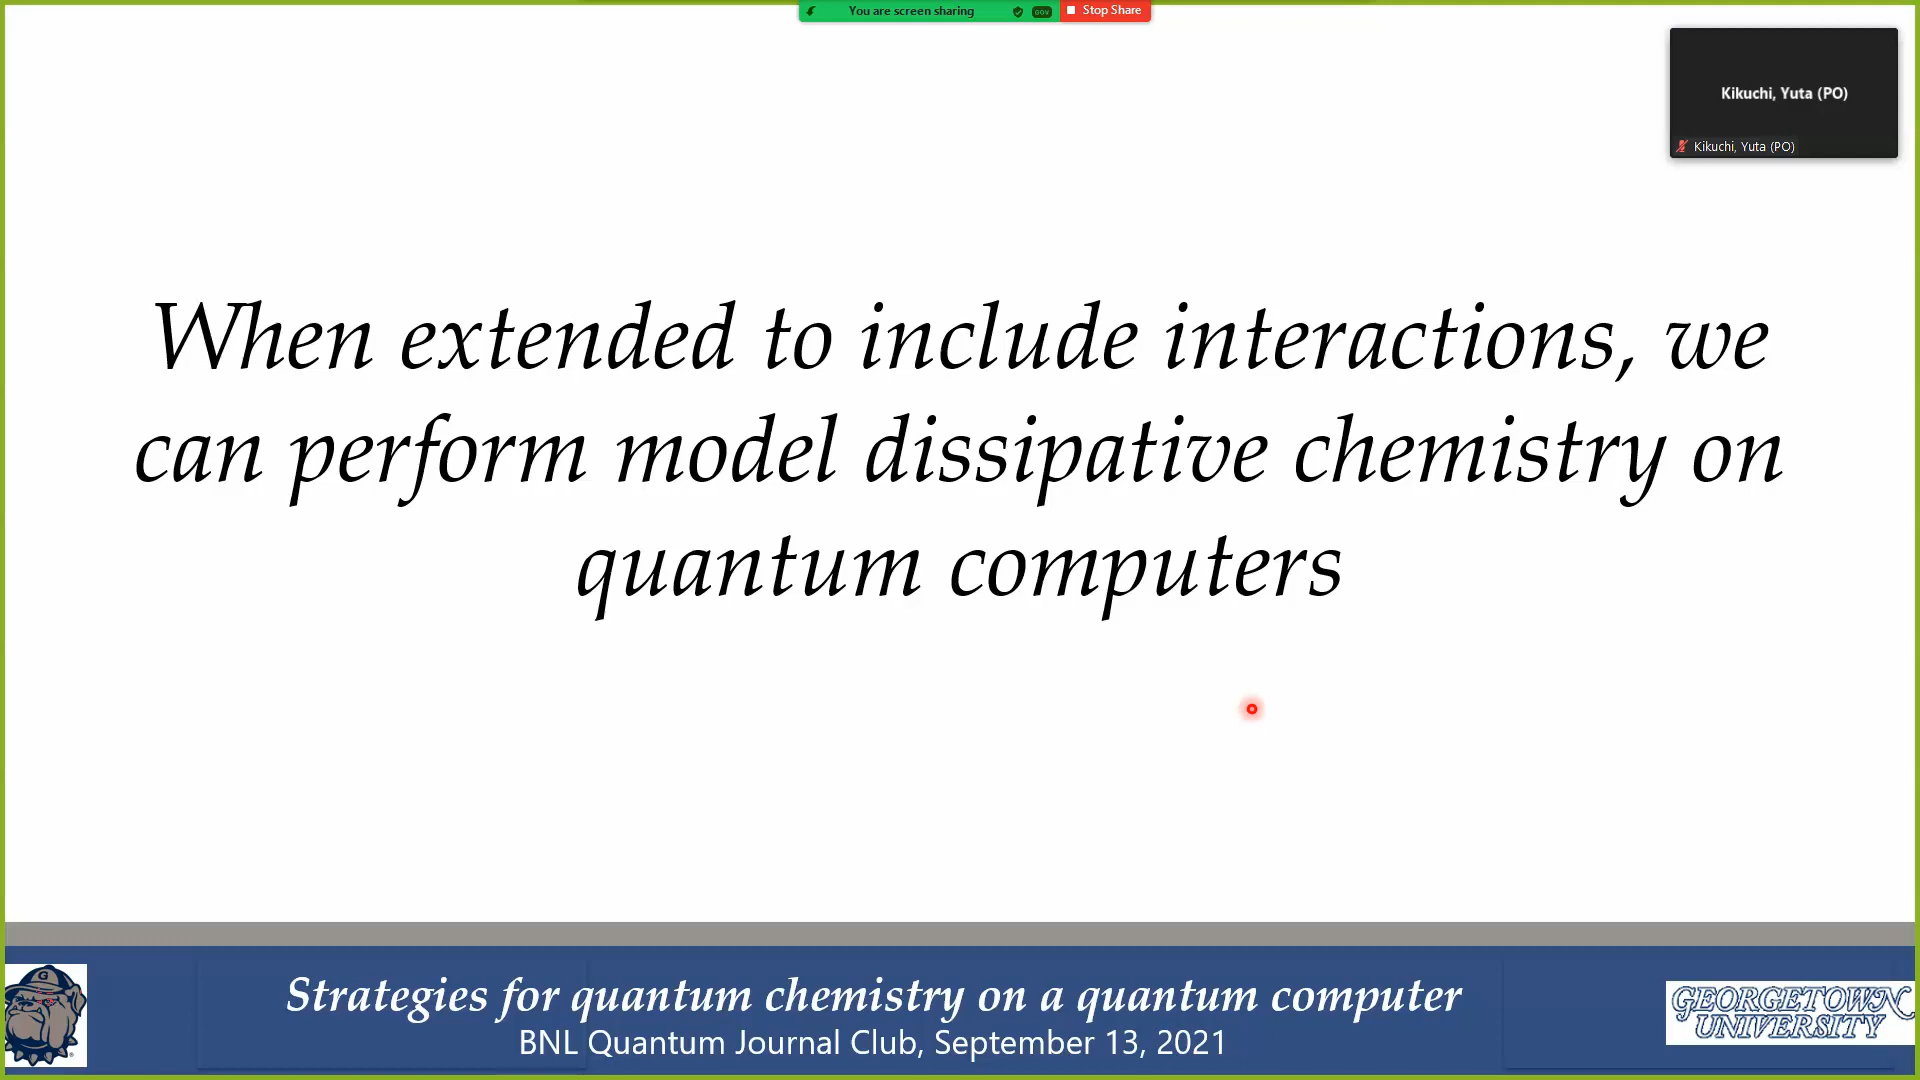 You are screen sharing
GOV
Stop Share
Kikuchi, Yuta (PO)
Kikuchi, Yuta (PO)
When extended to include interactions, we
can perform model dissipative chemistry on
quantum computers
G
Strategies for quantum chemistry on a quantum computer
BNL Quantum Journal Club, September 13, 2021
GEORGETOWN
UNIVERSITY